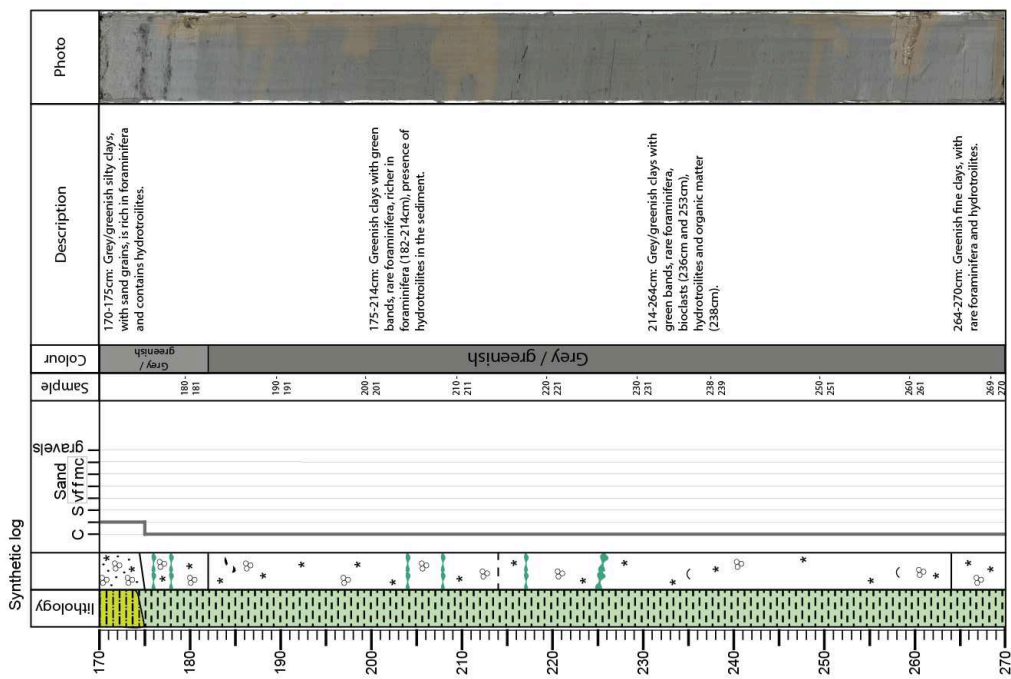 Photo
Description
170-175cm: Grey/greenish silty clays,
with sand grains, is rich in foraminifera
and contains hydrotroilites.
175-214cm: Greenish clays with green
bands, rare foraminifera, richer in
foraminifera (182-214cm), presence of
hydrotroilites in the sediment.
214-264cm: Grey/greenish clays with
green bands, rare foraminifera,
bioclasts (236cm and 253cm),
hydrotroilites and organic matter
(238cm).
264-270cm: Greenish fine clays, with
rare foraminifera and hydrotroilites.
Colour
Grey /
greenish
Grey / greenish
Sample
180-
181
190-
191
200-
201
210-
211
220-
221
230-
231
238-
239
250-
251
260-
261
269-
270
gravels
Sand
vf f m c
S
C
Synthetic log
lithology
170
180
190
200
210
220
230
240
250
260
270